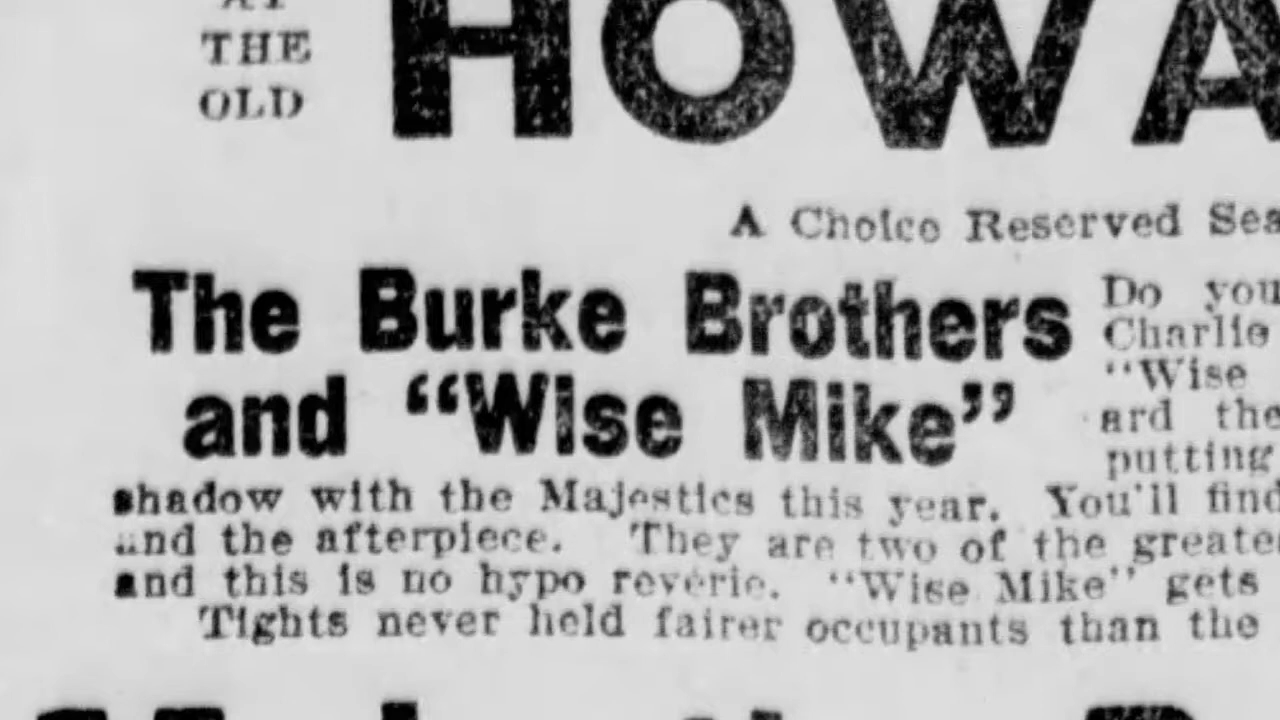 AT
THE
OLD
HOWA
A Choice Reserved Sea
The Burke Brothers
and "Wise Mike"
Do you
Charlie
"Wise
ard the
putting
shadow with the Majestics this year. You'll find
and the afterpiece. They are two of the greate
and this is no hypo reverie. "Wise Mike" gets
Tights never held fairer occupants than the